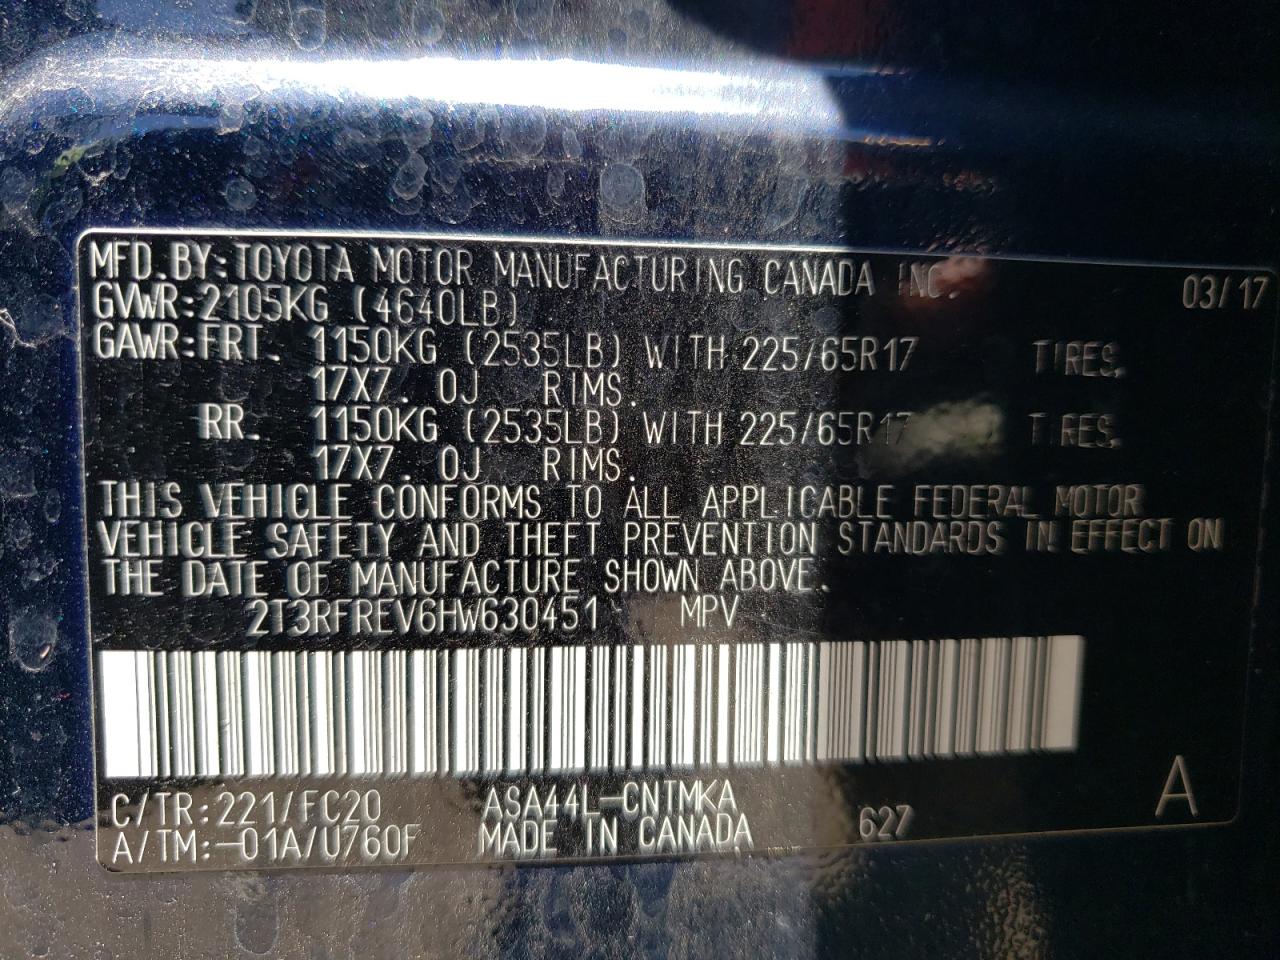 MFD.BY:TOYOTA MOTOR MANUFACTURING CANADA INC. 03/17
GVWR:2105KG (4640LB)
GAWR:FRT. 1150KG (2535LB) WITH 225/65R17 TIRES.
17X7.0J RIMS.
RR. 1150KG (2535LB) WITH 225/65R17 TIRES.
17X7.0J RIMS.
THIS VEHICLE CONFORMS TO ALL APPLICABLE FEDERAL MOTOR
VEHICLE SAFETY AND THEFT PREVENTION STANDARDS IN EFFECT ON
THE DATE OF MANUFACTURE SHOWN ABOVE.
2T3RFREV6HW630451 MPV
C/TR:221/FC20 ASA44L-CNTMKA 627 A
A/TM:-01A/U760F MADE IN CANADA